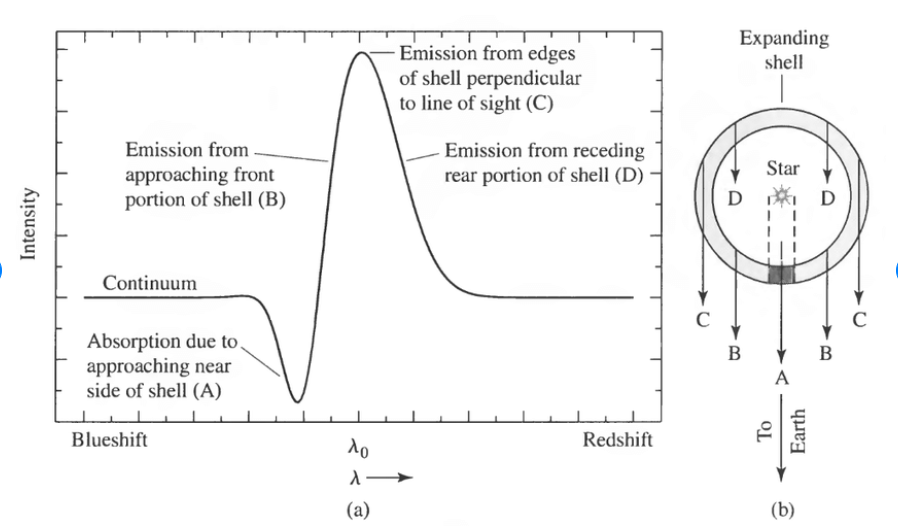 Emission from edges
of shell perpendicular
to line of sight (C)
Emission from
approaching front
portion of shell (B)
Emission from receding
rear portion of shell (D)
Intensity
Continuum
Absorption due to
approaching near
side of shell (A)
Blueshift
λ0
Redshift
λ
(a)
Expanding
shell
Star
D
D
C
C
B
B
A
To
Earth
(b)